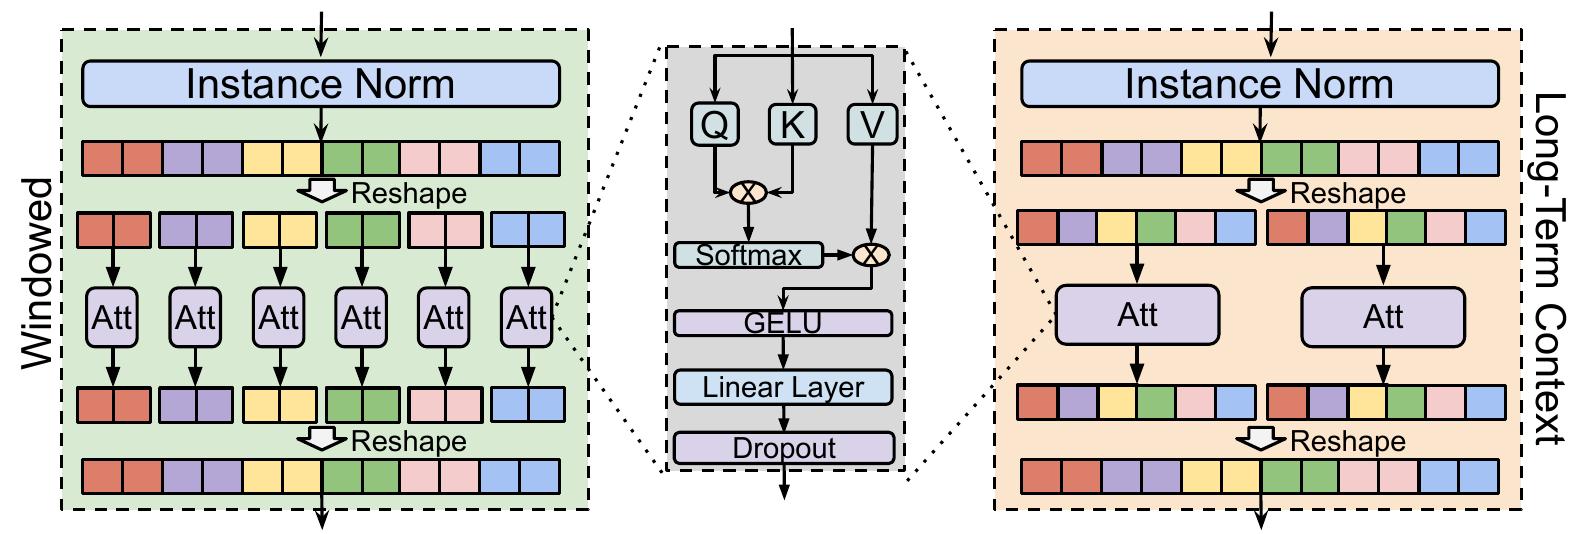 Windowed
Instance Norm
Reshape
Att Att Att Att Att Att
Reshape
Q K V
X
Softmax X
GELU
Linear Layer
Dropout
Instance Norm
Reshape
Att Att
Reshape
Long-Term Context